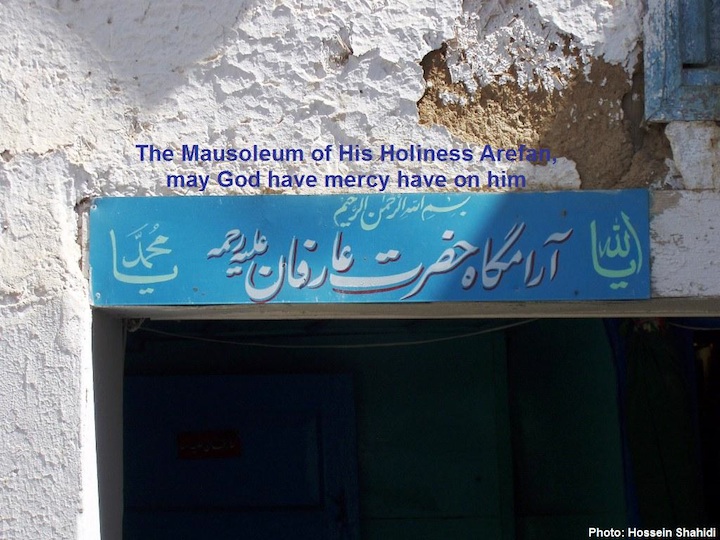 The Mausoleum of His Holiness Arefan,
may God have mercy have on him
بسم الله الرحمن الرحیم
یا الله
آرامگاه حضرت عارفان علیه رحمه
یا محمد
Photo: Hossein Shahidi